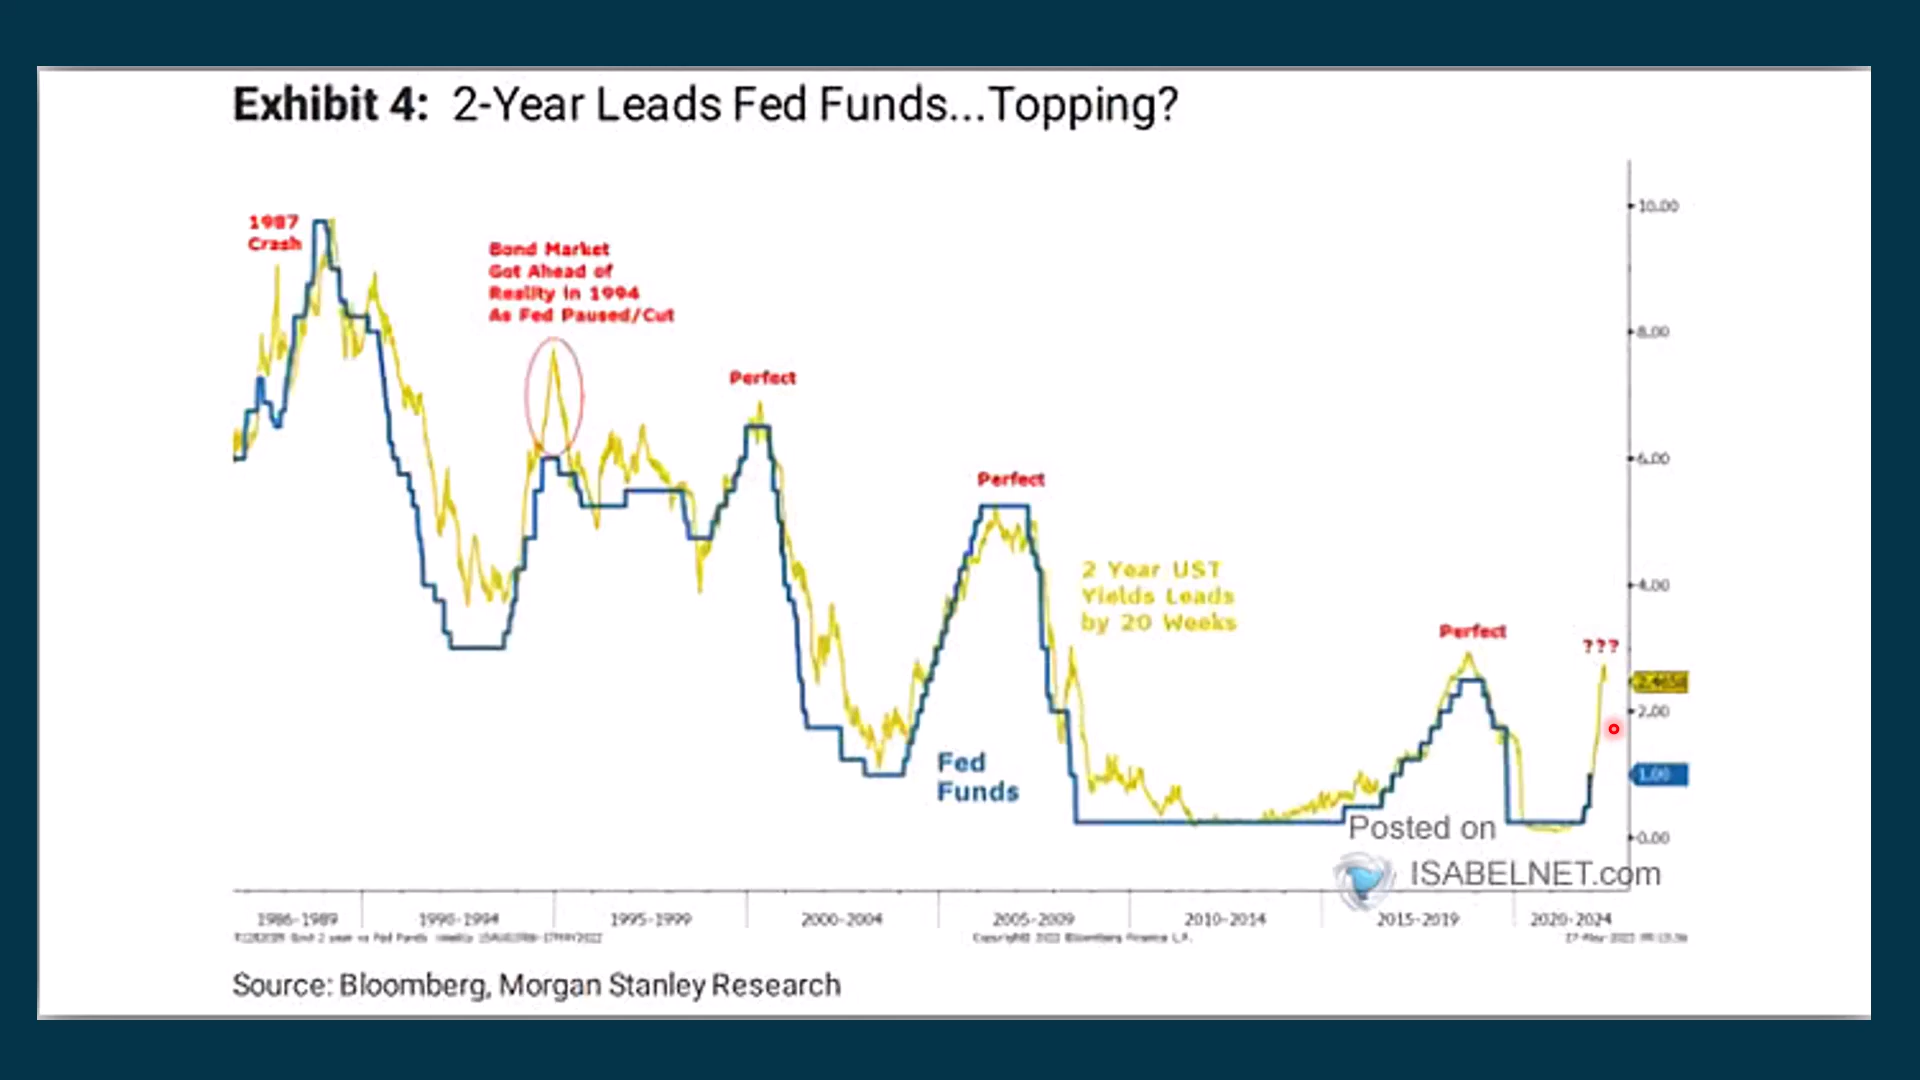 Exhibit 4: 2-Year Leads Fed Funds...Topping?
1987
Crash
Bond Market
Got Ahead of
Reality in 1994
As Fed Paused/Cut
Perfect
Perfect
2 Year UST
Yields Leads
by 20 Weeks
Fed
Funds
Perfect
???
10.00
8.00
6.00
4.00
2.00
1.00
0.00
Posted on
ISABELNET.com
1986-1989
1990-1994
1995-1999
2000-2004
2005-2009
2010-2014
2015-2019
2020-2024
Bloomberg Finance L.P.
Source: Bloomberg, Morgan Stanley Research